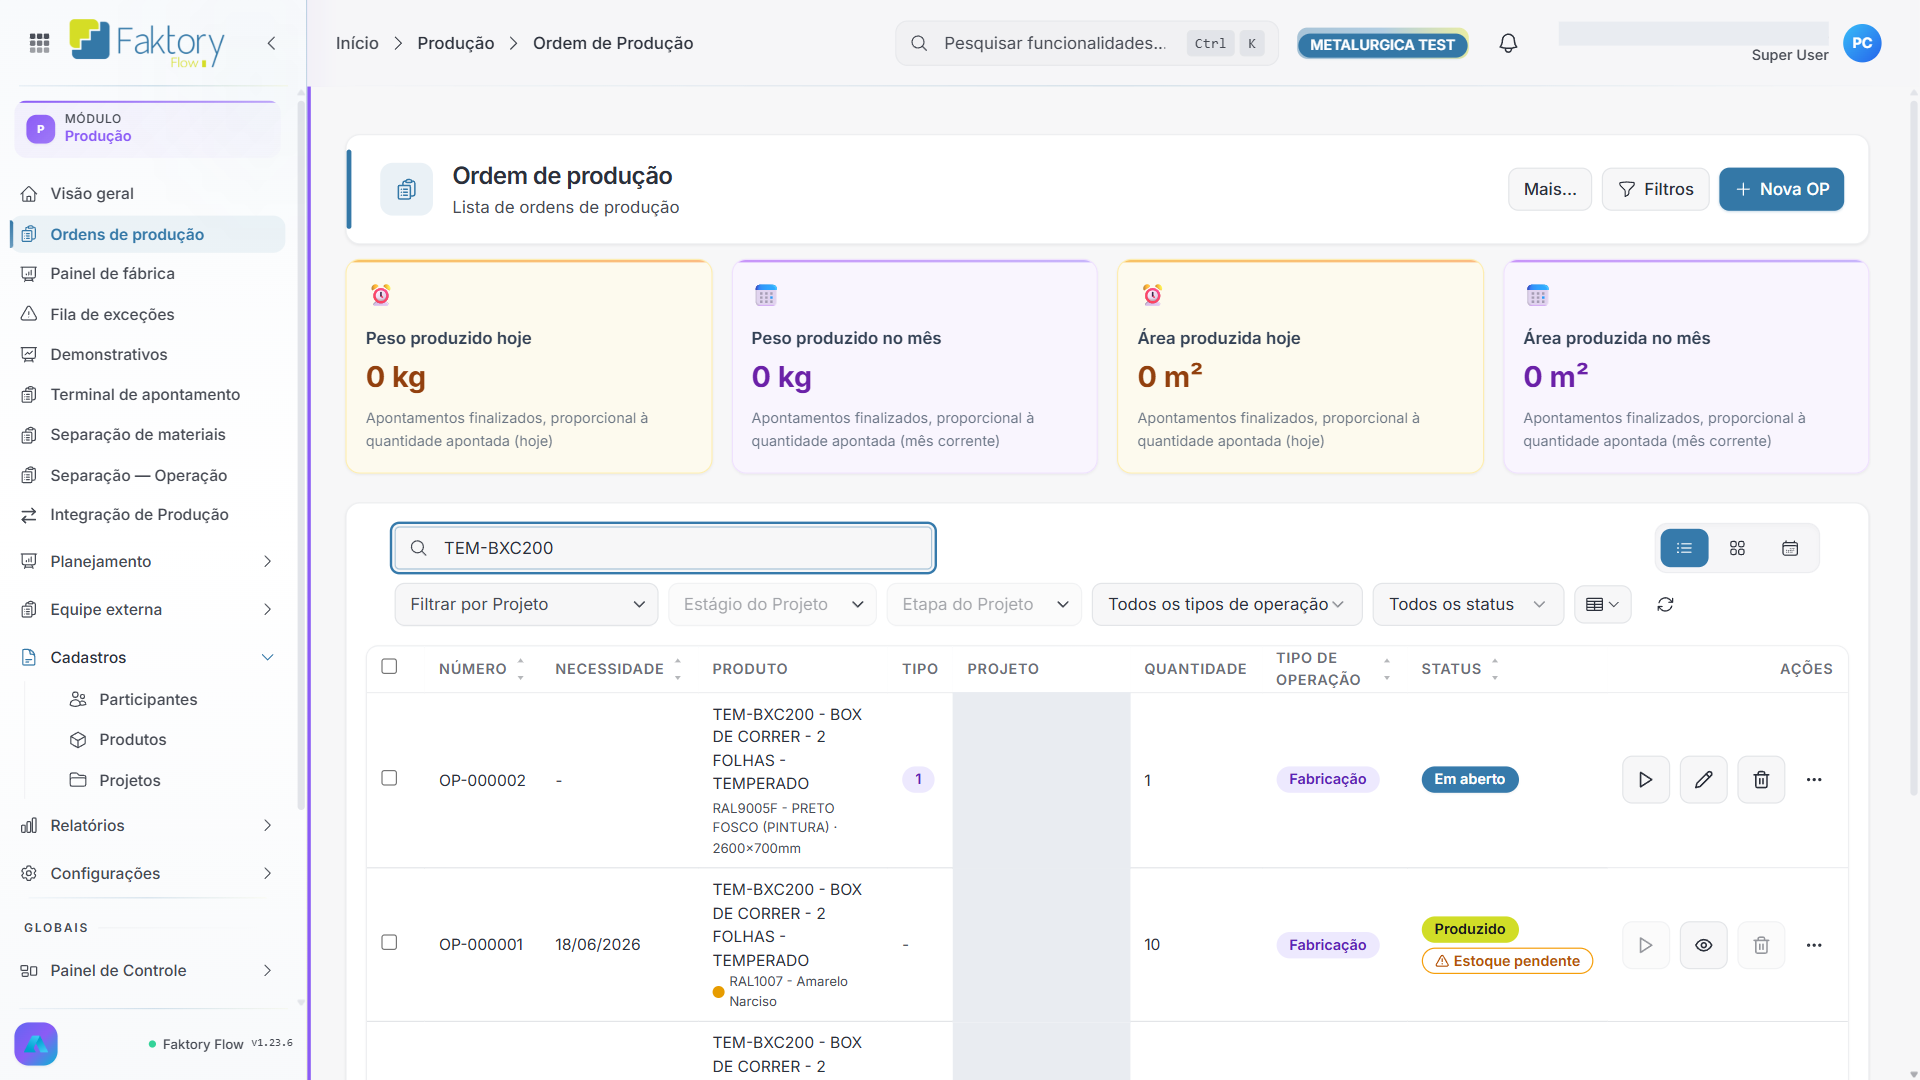 Faktory
Flow
Início
Produção
Ordem de Produção
Pesquisar funcionalidades...
Ctrl
K
METALURGICA TEST
Super User
PC
P
MÓDULO
Produção
Visão geral
Ordens de produção
Painel de fábrica
Fila de exceções
Demonstrativos
Terminal de apontamento
Separação de materiais
Separação — Operação
Integração de Produção
Planejamento
Equipe externa
Cadastros
Participantes
Produtos
Projetos
Relatórios
Configurações
GLOBAIS
Painel de Controle
Faktory Flow v1.23.6
Ordem de produção
Lista de ordens de produção
Mais...
Filtros
+ Nova OP
Peso produzido hoje
0 kg
Apontamentos finalizados, proporcional à
quantidade apontada (hoje)
Peso produzido no mês
0 kg
Apontamentos finalizados, proporcional à
quantidade apontada (mês corrente)
Área produzida hoje
0 m²
Apontamentos finalizados, proporcional à
quantidade apontada (hoje)
Área produzida no mês
0 m²
Apontamentos finalizados, proporcional à
quantidade apontada (mês corrente)
TEM-BXC200
Filtrar por Projeto
Estágio do Projeto
Etapa do Projeto
Todos os tipos de operação
Todos os status
NÚMERO
NECESSIDADE
PRODUTO
TIPO
PROJETO
QUANTIDADE
TIPO DE
OPERAÇÃO
STATUS
AÇÕES
OP-000002
-
TEM-BXC200 - BOX
DE CORRER - 2
FOLHAS -
TEMPERADO
RAL9005F - PRETO
FOSCO (PINTURA) ·
2600×700mm
1
1
Fabricação
Em aberto
OP-000001
18/06/2026
TEM-BXC200 - BOX
DE CORRER - 2
FOLHAS -
TEMPERADO
RAL1007 - Amarelo
Narciso
-
10
Fabricação
Produzido
Estoque pendente
TEM-BXC200 - BOX
DE CORRER - 2